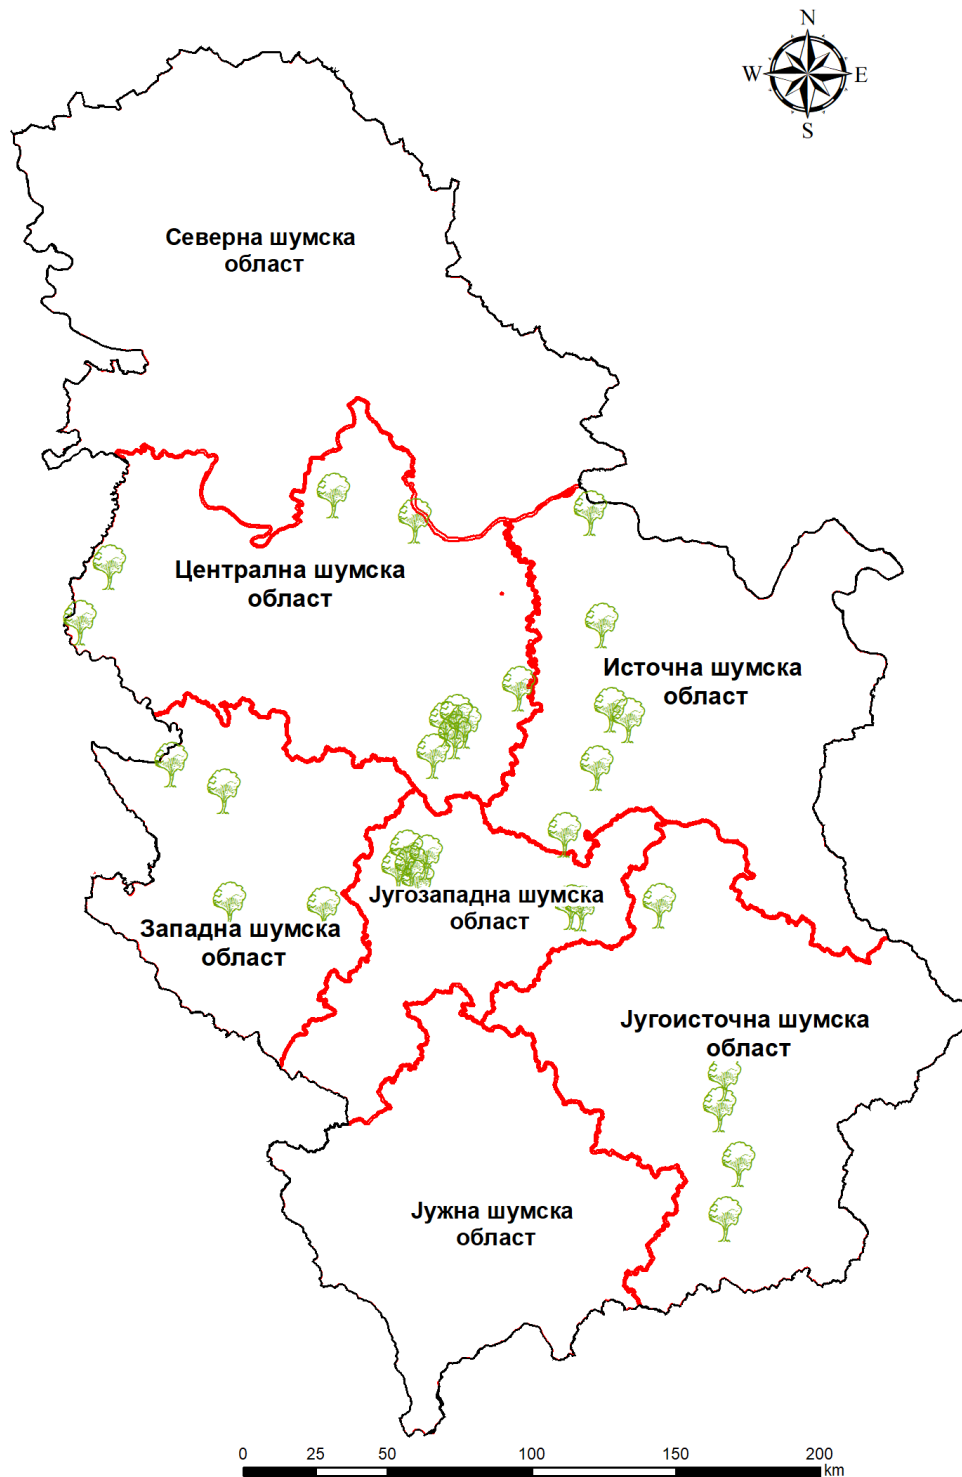 N
W E
S
Северна шумска
област
Централна шумска
област
Источна шумска
област
Југозападна шумска
област
Западна шумска
област
Југоисточна шумска
област
Јужна шумска
област
0 25 50 100 150 200
km